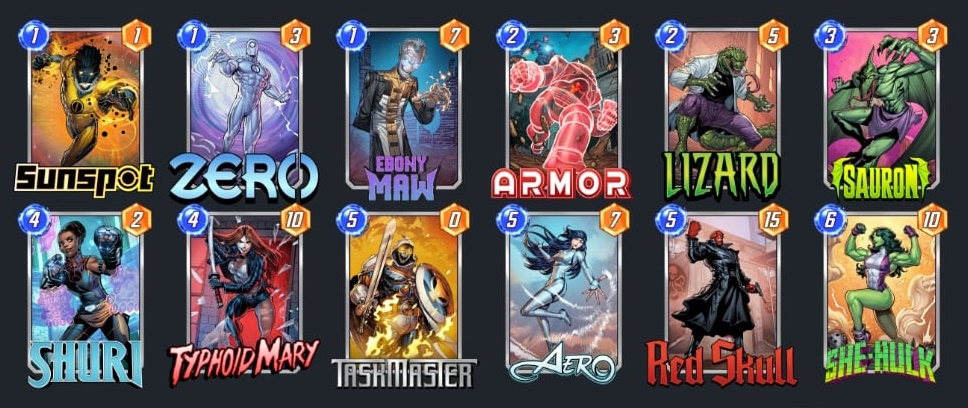 1 1
Sunspot
1 3
ZERO
1 7
EBONY
MAW
2 3
ARMOR
2 5
LIZARD
3 3
SAURON
4 2
SHURI
4 10
TYPHOID MARY
5 0
TASKMASTER
5 7
AERO
5 15
Red Skull
6 10
SHE-HULK